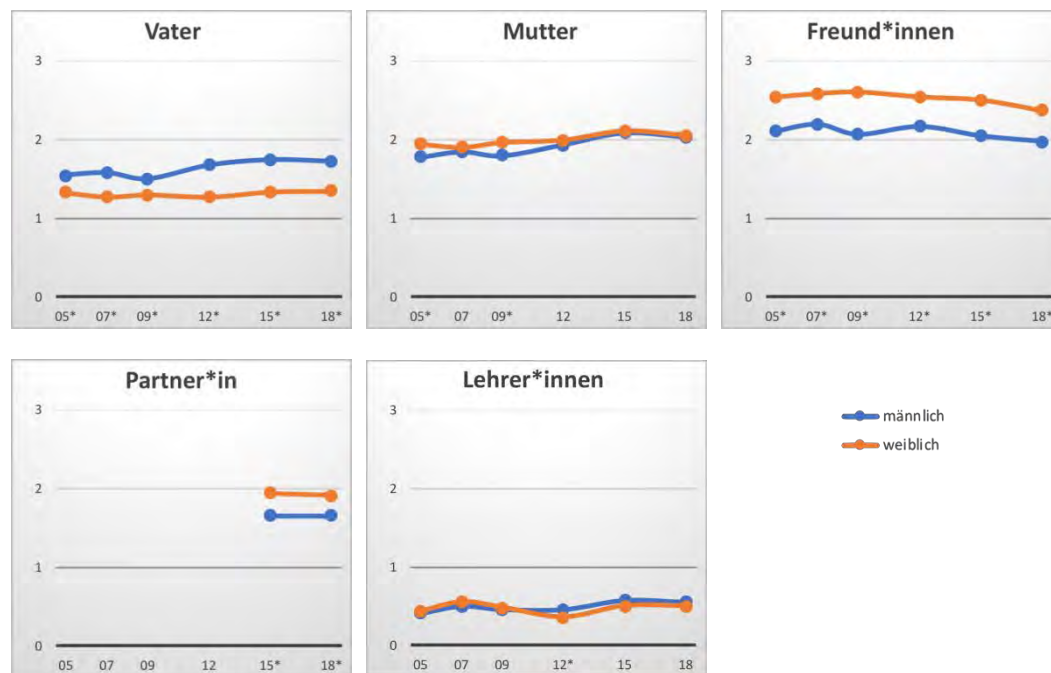 Vater
3
2
1
0
05* 07* 09* 12* 15* 18*
Mutter
3
2
1
0
05* 07 09* 12 15 18
Freund*innen
3
2
1
0
05* 07* 09* 12* 15* 18*
Partner*in
3
2
1
0
05 07 09 12 15* 18*
Lehrer*innen
3
2
1
0
05 07 09 12* 15 18
männlich
weiblich